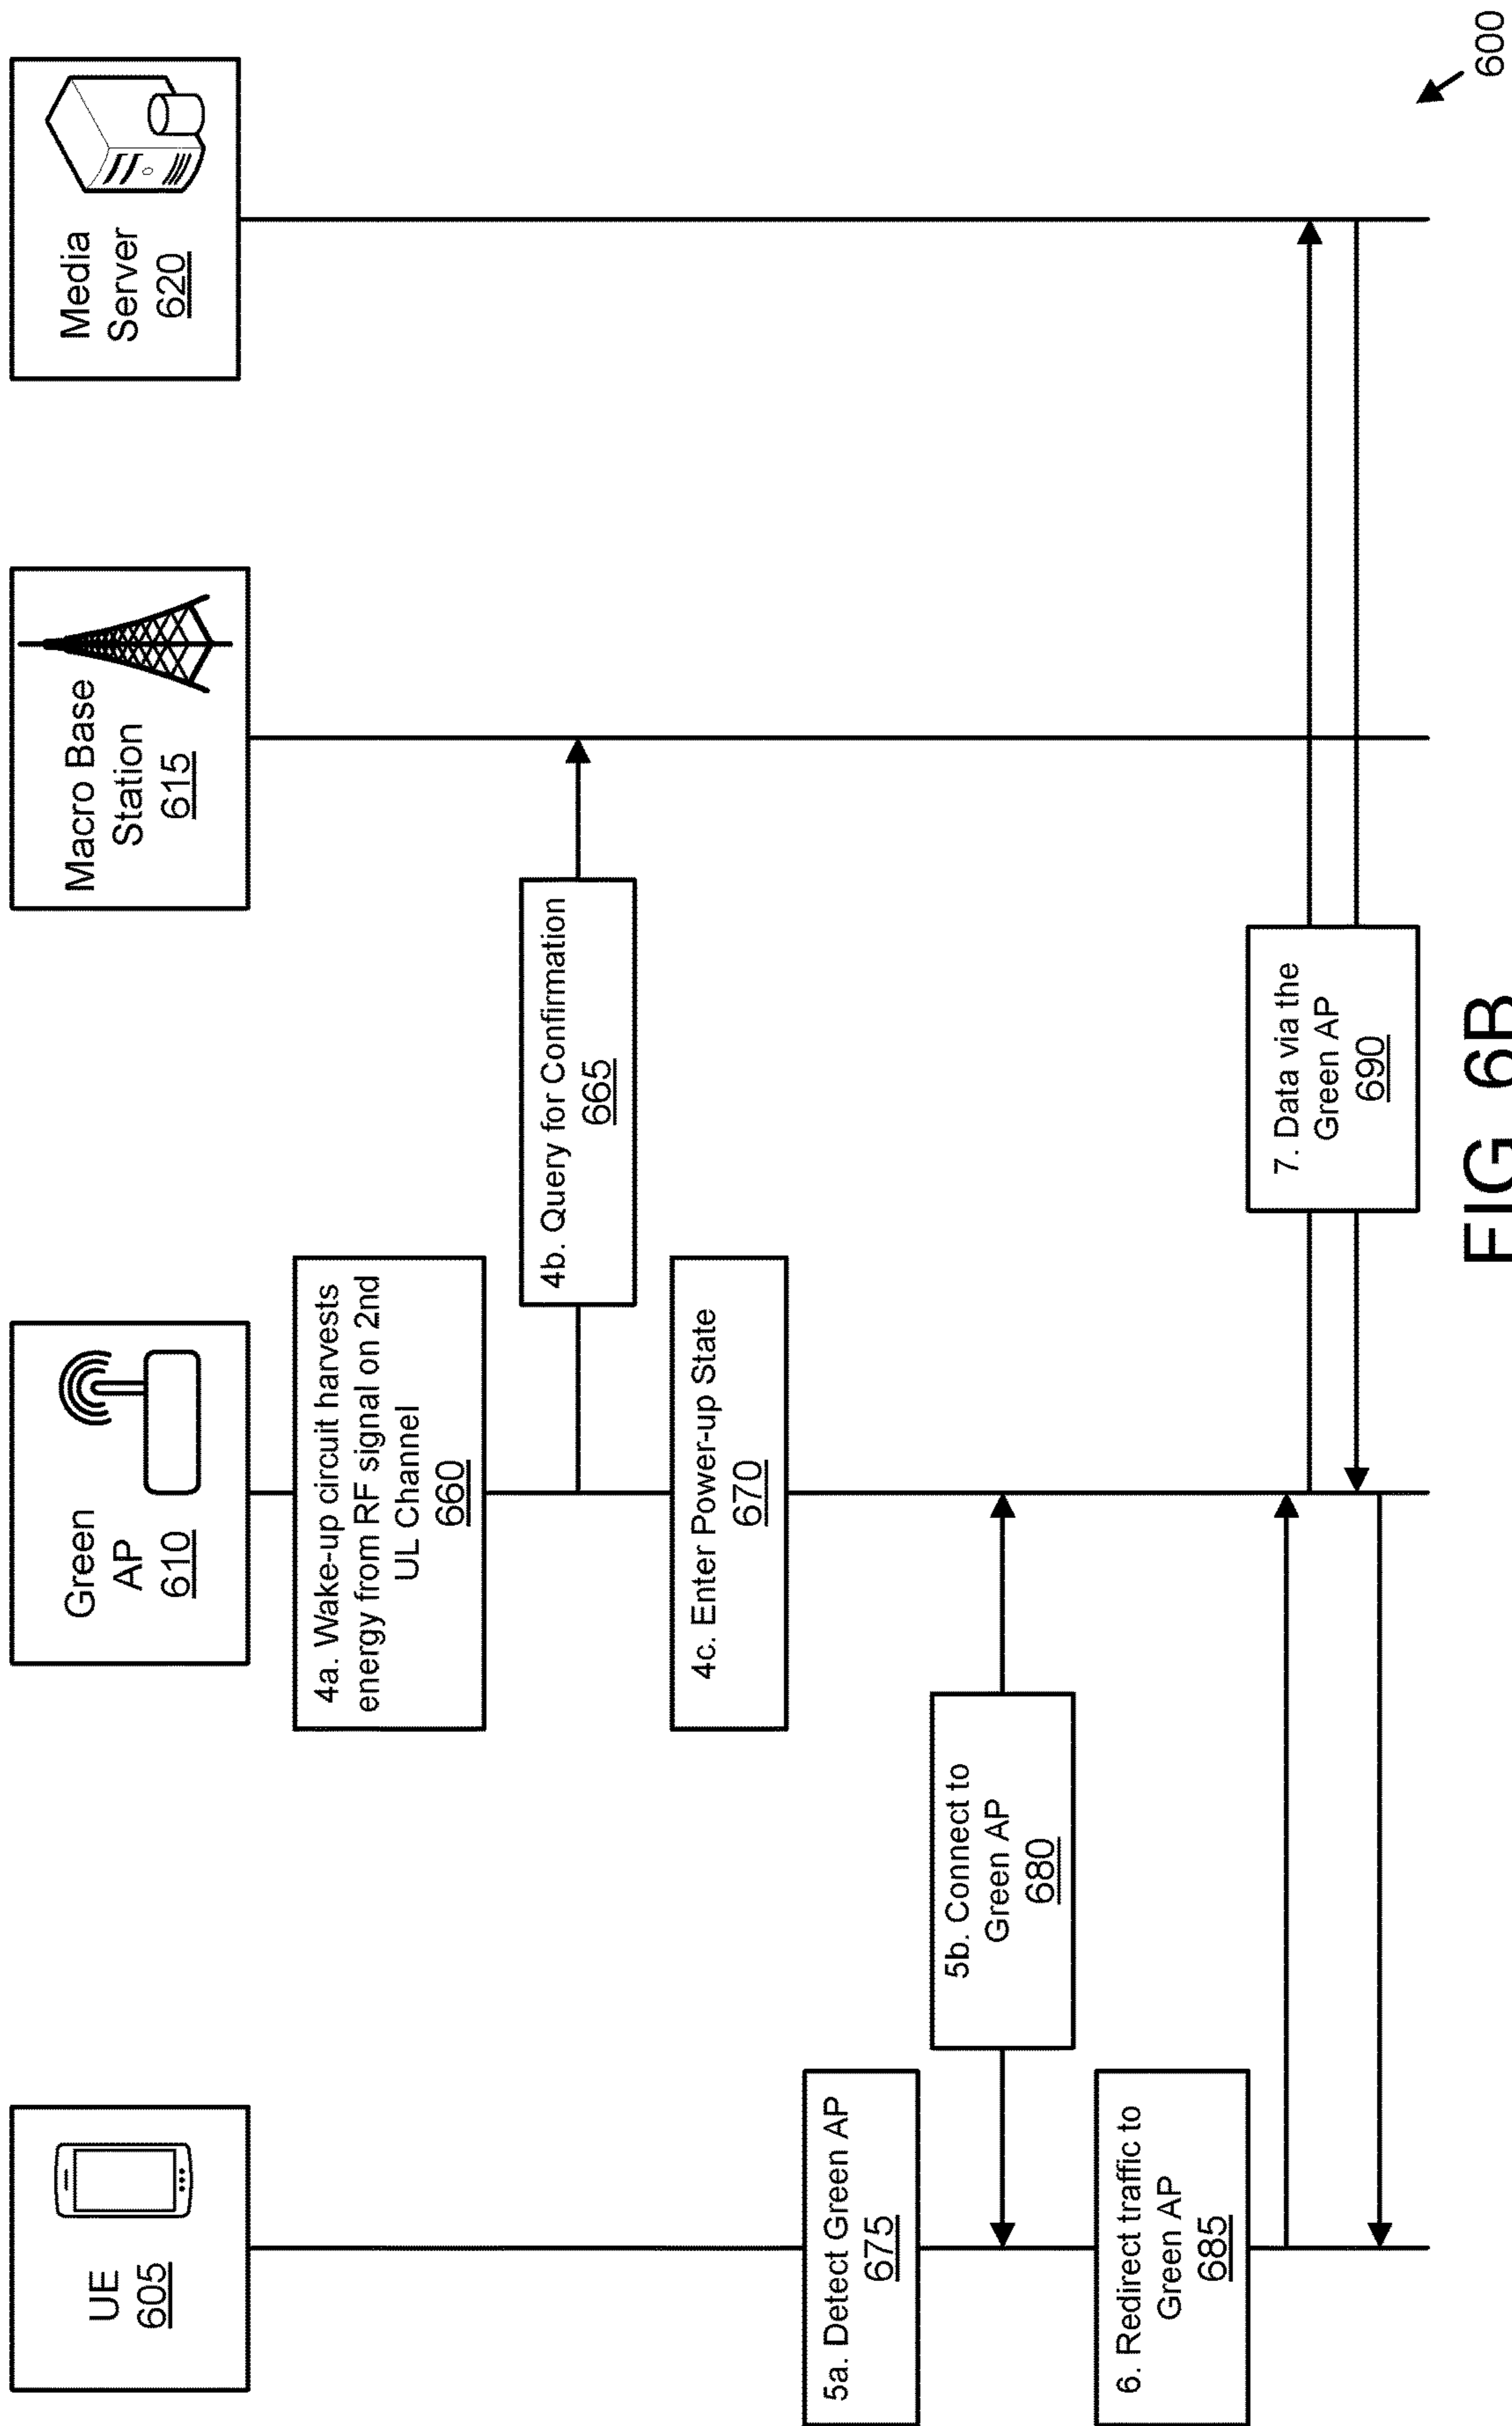 UE
605
Green
AP
610
Macro Base
Station
615
Media
Server
620
4a. Wake-up circuit harvests
energy from RF signal on 2nd
UL Channel
660
4b. Query for Confirmation
665
4c. Enter Power-up State
670
5a. Detect Green AP
675
5b. Connect to
Green AP
680
6. Redirect traffic to
Green AP
685
7. Data via the
Green AP
690
600
FIG. 6B